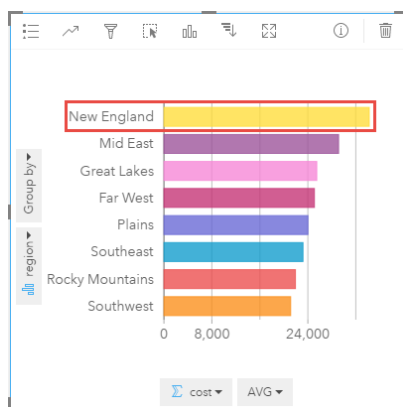 New England
Mid East
Great Lakes
Far West
Plains
Southeast
Rocky Mountains
Southwest
Group by
region
0 8,000 24,000
Σ cost AVG